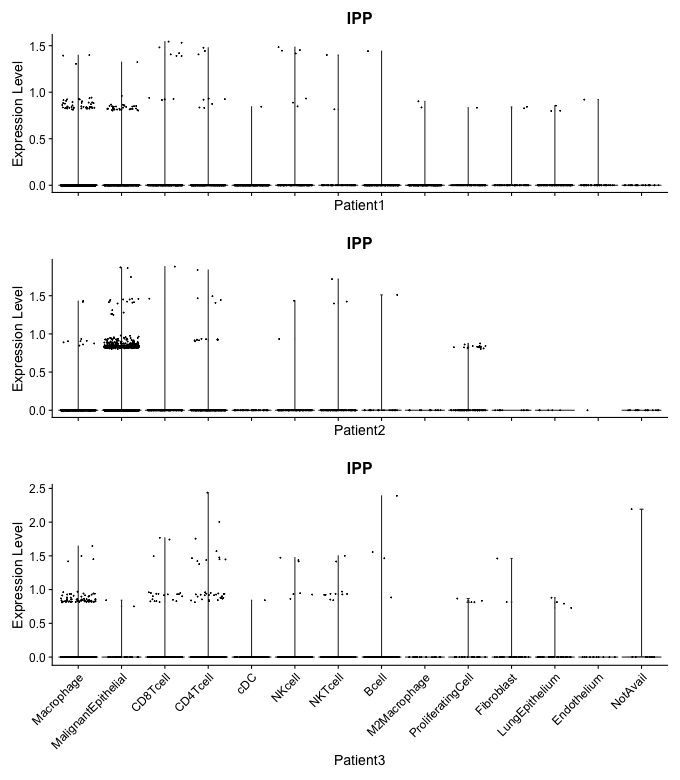 IPP
Expression Level
1.5
1.0
0.5
0.0
Patient1
IPP
Expression Level
1.5
1.0
0.5
0.0
Patient2
IPP
Expression Level
2.5
2.0
1.5
1.0
0.5
0.0
Macrophage
MalignantEpithelial
CD8Tcell
CD4Tcell
cDC
NKcell
NKTcell
Bcell
M2Macrophage
ProliferatingCell
Fibroblast
LungEpithelium
Endothelium
NotAvail
Patient3